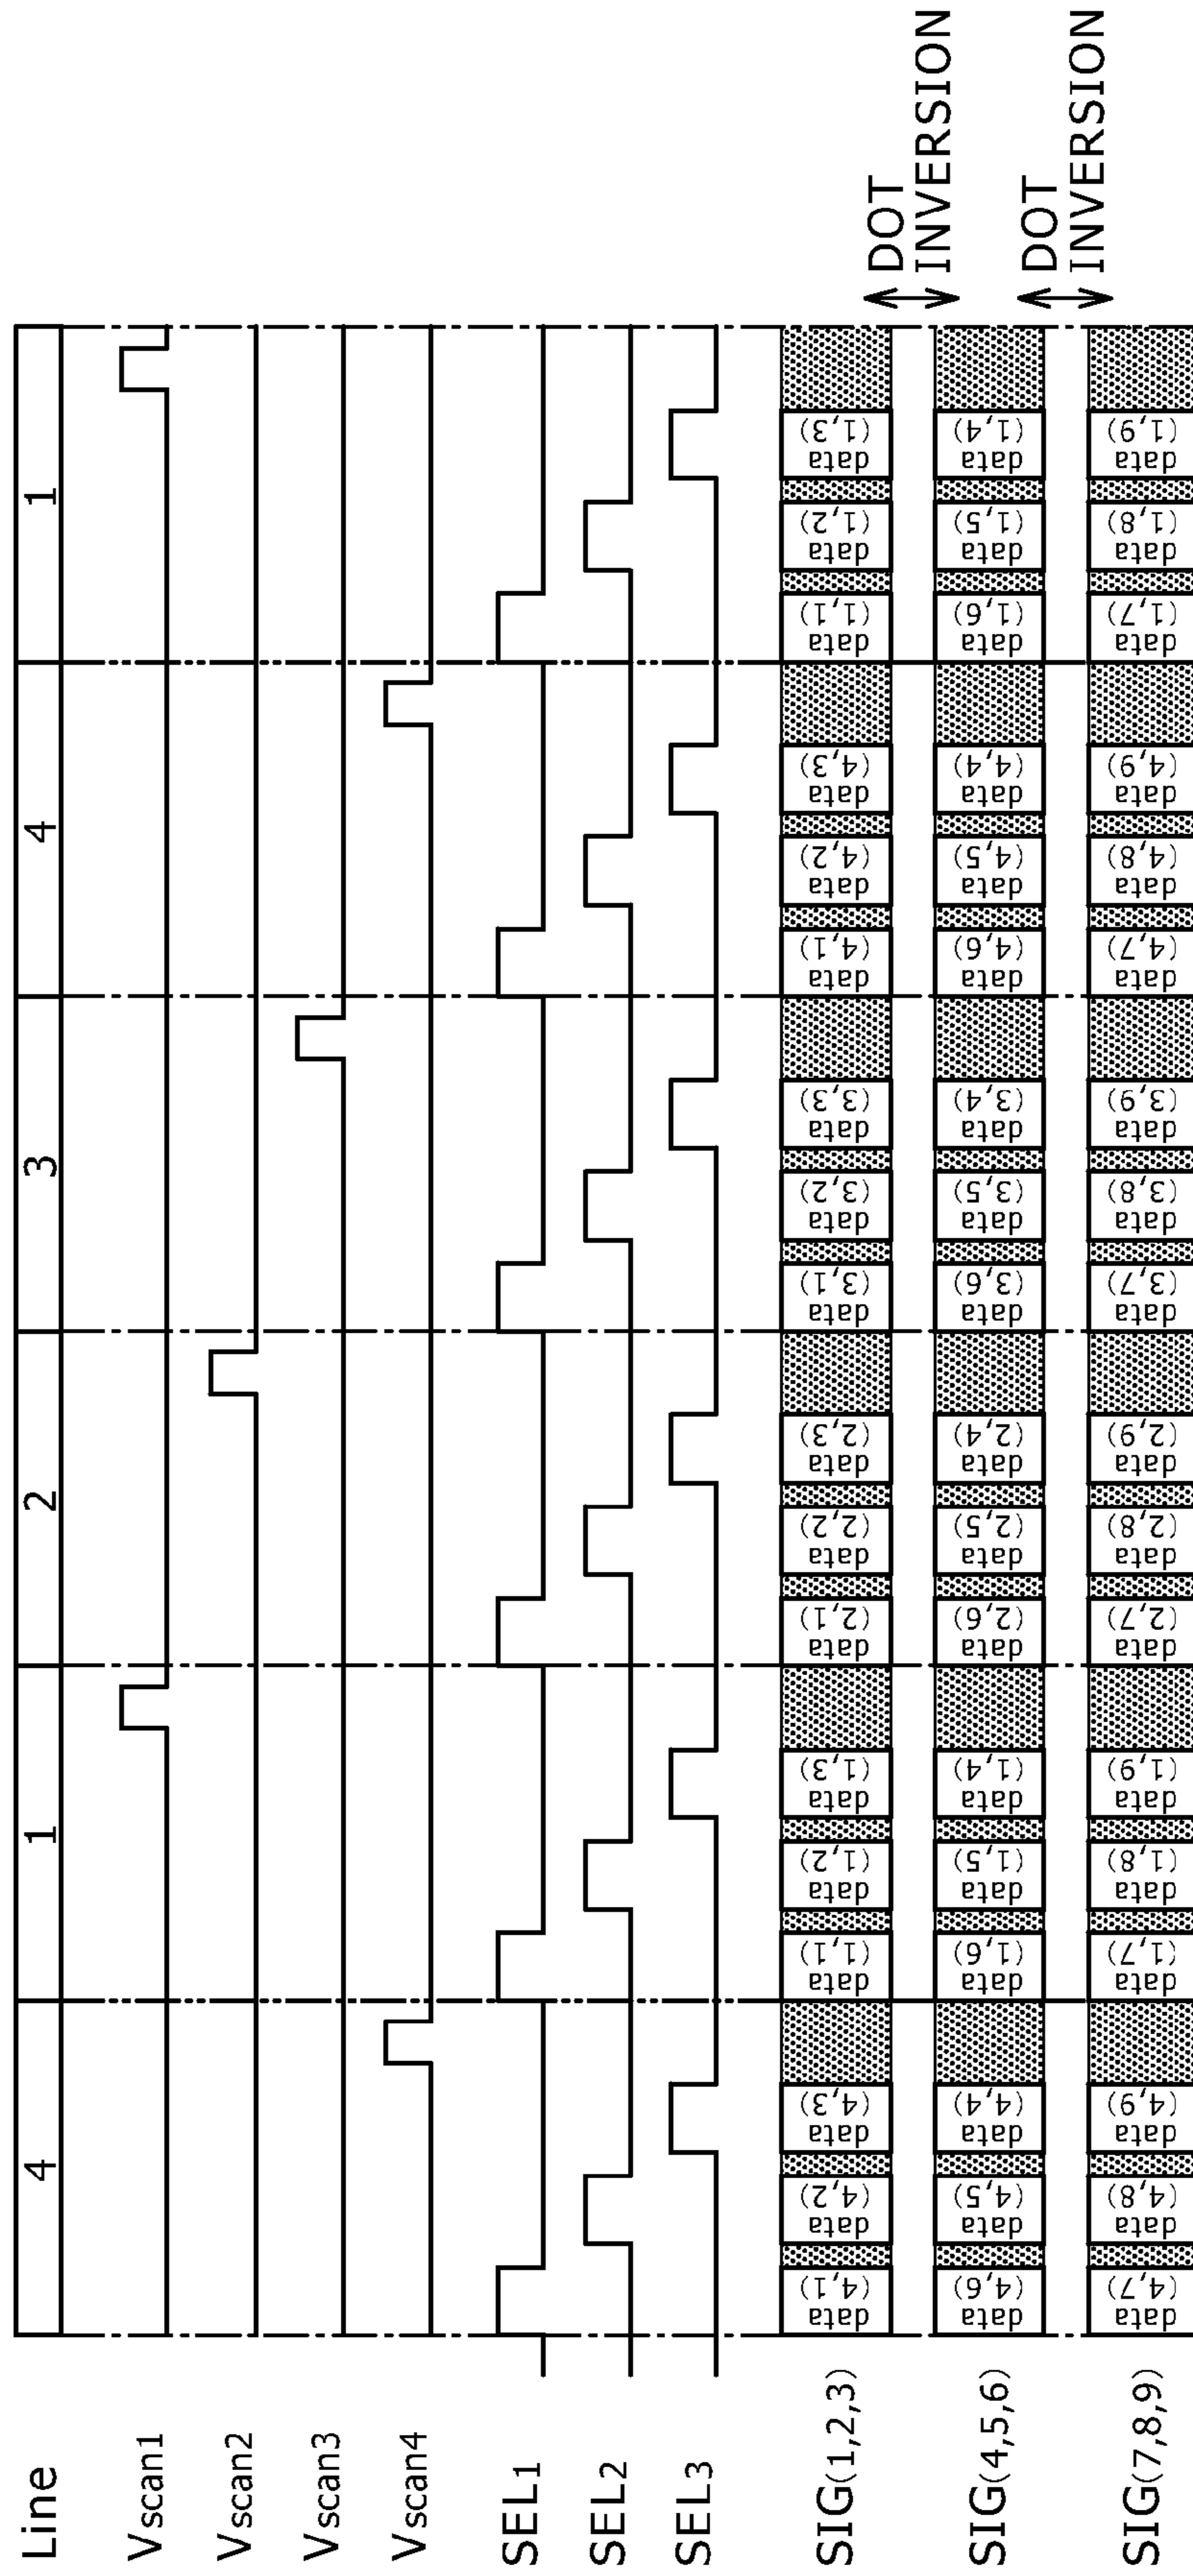 Line 4 1 2 3 4 1
Vscan1
Vscan2
Vscan3
Vscan4
SEL1
SEL2
SEL3
SIG(1,2,3)
data (4,1) data (4,2) data (4,3) data (1,1) data (1,2) data (1,3) data (2,1) data (2,2) data (2,3) data (3,1) data (3,2) data (3,3) data (4,1) data (4,2) data (4,3) data (1,1) data (1,2) data (1,3)
DOT
INVERSION
SIG(4,5,6)
data (4,6) data (4,5) data (4,4) data (1,6) data (1,5) data (1,4) data (2,6) data (2,5) data (2,4) data (3,6) data (3,5) data (3,4) data (4,6) data (4,5) data (4,4) data (1,6) data (1,5) data (1,4)
DOT
INVERSION
SIG(7,8,9)
data (4,7) data (4,8) data (4,9) data (1,7) data (1,8) data (1,9) data (2,7) data (2,8) data (2,9) data (3,7) data (3,8) data (3,9) data (4,7) data (4,8) data (4,9) data (1,7) data (1,8) data (1,9)